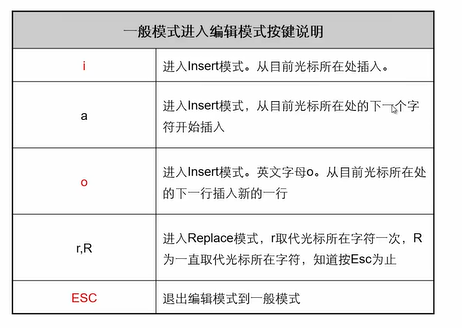 一般模式进入编辑模式按键说明
i
进入Insert模式。从目前光标所在处插入。
a
进入Insert模式，从目前光标所在处的下一个字
符开始插入
o
进入Insert模式。英文字母o。从目前光标所在处
的下一行插入新的一行
r,R
进入Replace模式，r取代光标所在字符一次，R
为一直取代光标所在字符，知道按Esc为止
ESC
退出编辑模式到一般模式